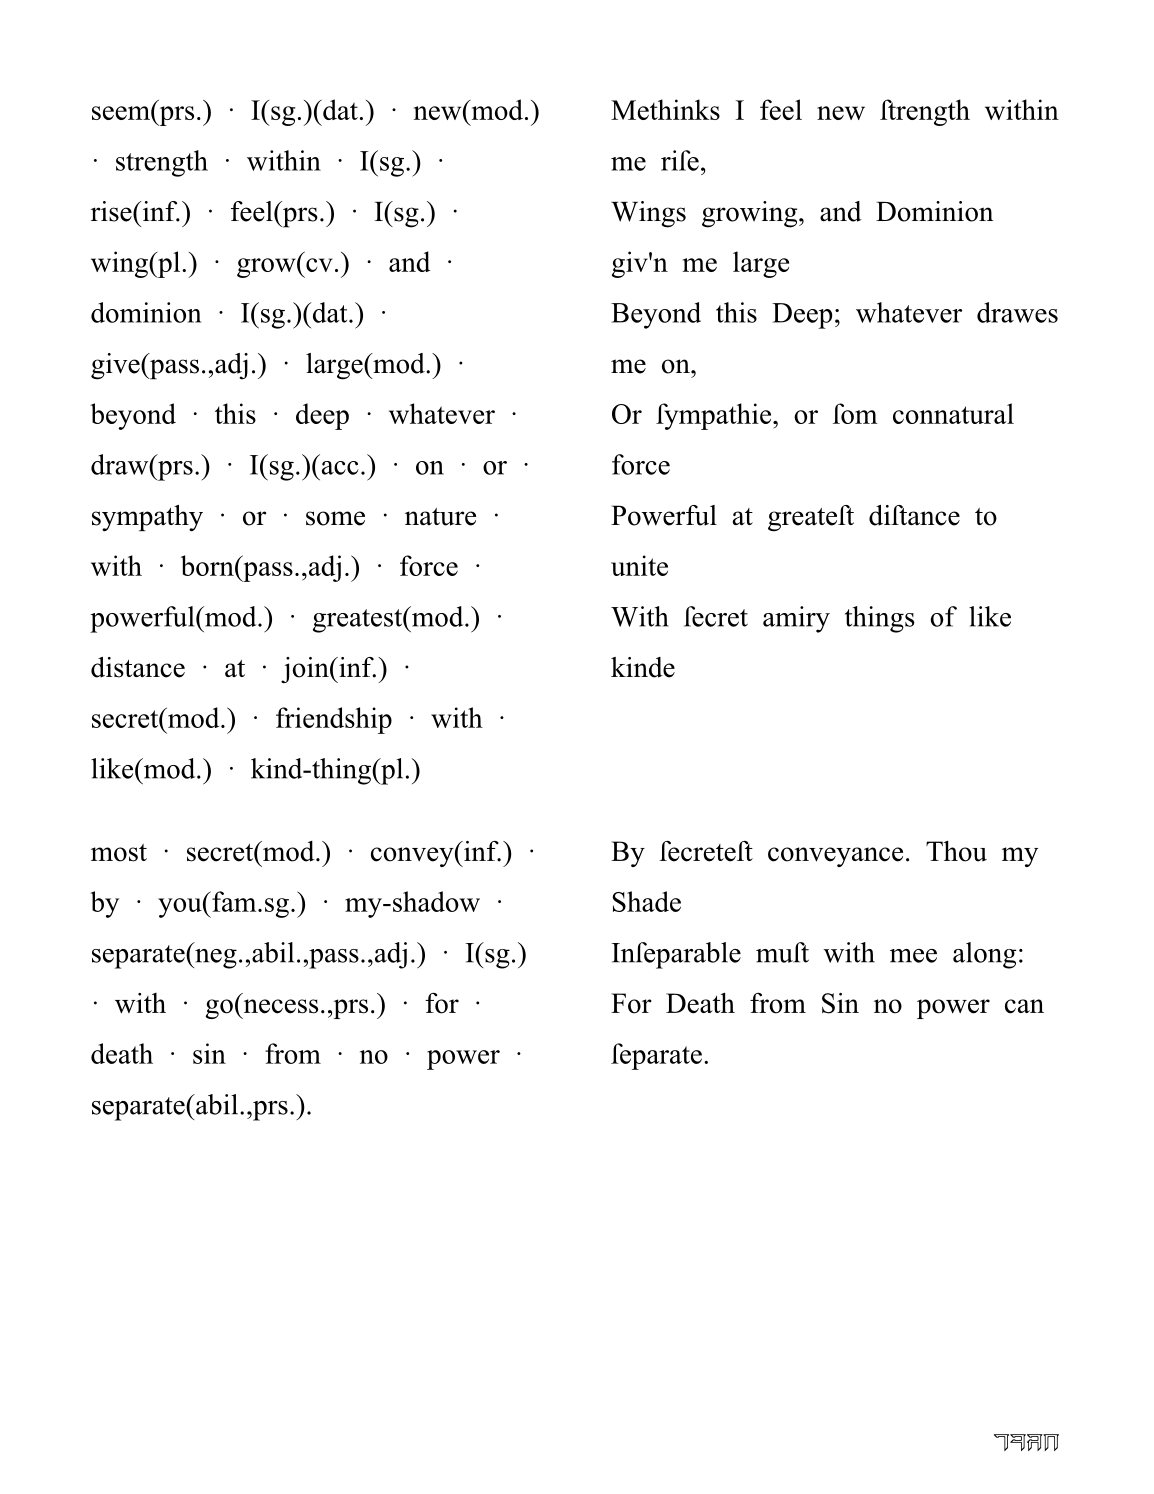 seem(prs.) · I(sg.)(dat.) · new(mod.)
· strength · within · I(sg.) ·
rise(inf.) · feel(prs.) · I(sg.) ·
wing(pl.) · grow(cv.) · and ·
dominion · I(sg.)(dat.) ·
give(pass.,adj.) · large(mod.) ·
beyond · this · deep · whatever ·
draw(prs.) · I(sg.)(acc.) · on · or ·
sympathy · or · some · nature ·
with · born(pass.,adj.) · force ·
powerful(mod.) · greatest(mod.) ·
distance · at · join(inf.) ·
secret(mod.) · friendship · with ·
like(mod.) · kind-thing(pl.)
Methinks I feel new ſtrength within
me riſe,
Wings growing, and Dominion
giv'n me large
Beyond this Deep; whatever drawes
me on,
Or ſympathie, or ſom connatural
force
Powerful at greateſt diſtance to
unite
With ſecret amiry things of like
kinde
most · secret(mod.) · convey(inf.) ·
by · you(fam.sg.) · my-shadow ·
separate(neg.,abil.,pass.,adj.) · I(sg.)
· with · go(necess.,prs.) · for ·
death · sin · from · no · power ·
separate(abil.,prs.).
By ſecreteſt conveyance. Thou my
Shade
Inſeparable muſt with mee along:
For Death from Sin no power can
ſeparate.